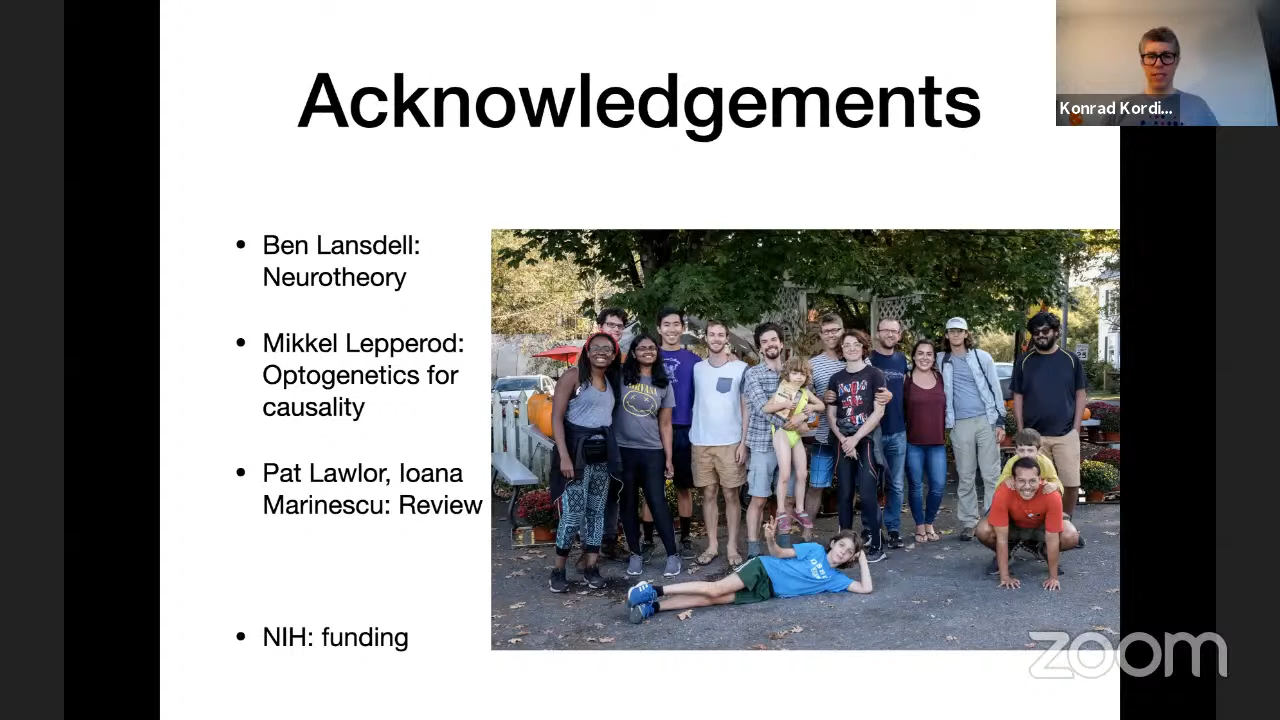 Acknowledgements
Konrad Kordi...
• Ben Lansdell:
Neurotheory
• Mikkel Lepperod:
Optogenetics for
causality
• Pat Lawlor, Ioana
Marinescu: Review
• NIH: funding
NIRVANA
zoom